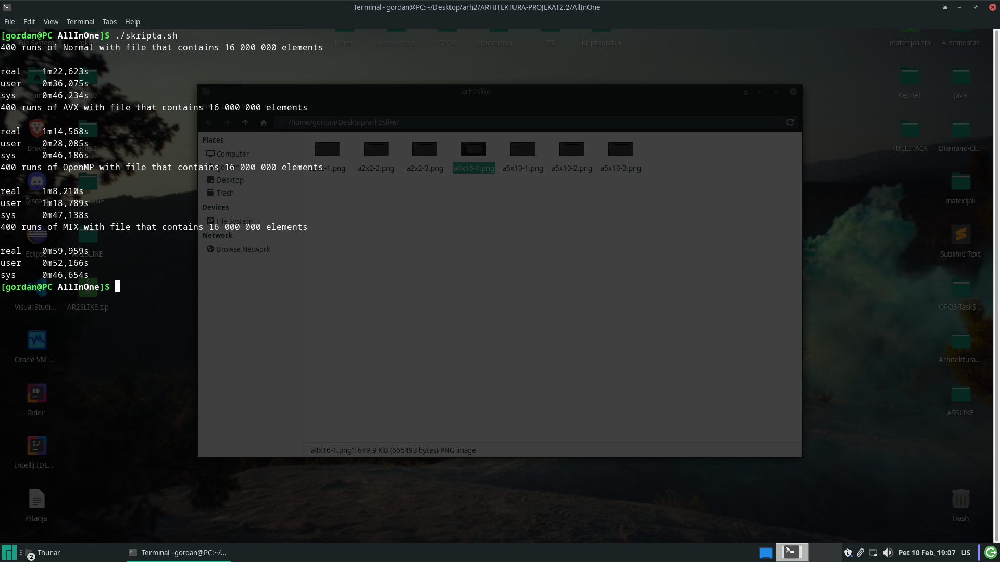 Terminal - gordan@PC:~/Desktop/arh2/ARHITEKTURA-PROJEKAT2.2/AllInOne
File Edit View Terminal Tabs Help
[gordan@PC AllInOne]$ ./skripta.sh
400 runs of Normal with file that contains 16 000 000 elements
real 1m22,623s
user 0m36,075s
sys 0m46,234s
400 runs of AVX with file that contains 16 000 000 elements
real 1m14,568s
user 0m28,085s
sys 0m46,186s
400 runs of OpenMP with file that contains 16 000 000 elements
real 1m8,210s
user 1m18,789s
sys 0m47,138s
400 runs of MIX with file that contains 16 000 000 elements
real 0m59,959s
user 0m52,166s
sys 0m46,654s
[gordan@PC AllInOne]$
File System
Mreze
Arhitektura
OPOS
Programski ...
ISZ
Kriptografija
materijali.zip
4. semestar
Kernel
Java
Brave
arhp2
FULLSTACK
Diamond-Ci...
materijali
Eclipse
AR2SLIKE
Sublime Text
Visual Studi...
AR2SLIKE.zip
OPOS-TaskS...
Oracle VM ...
Arhitektura...
RD
Rider
ARSLIKE
IJ
IntelliJ IDE...
Pitanja
Trash
arh2slike
/home/gordan/Desktop/arh2slike/
Places
Computer
Desktop
Trash
Devices
File System
Network
Browse Network
a2x2-2.png
a2x2-3.png
a4x16-1.png
a5x10-1.png
a5x10-2.png
a5x10-3.png
"a4x16-1.png": 649,9 KiB (665493 bytes) PNG image
2 Thunar
Terminal - gordan@PC:~/...
Pet 10 Feb, 19:07 US